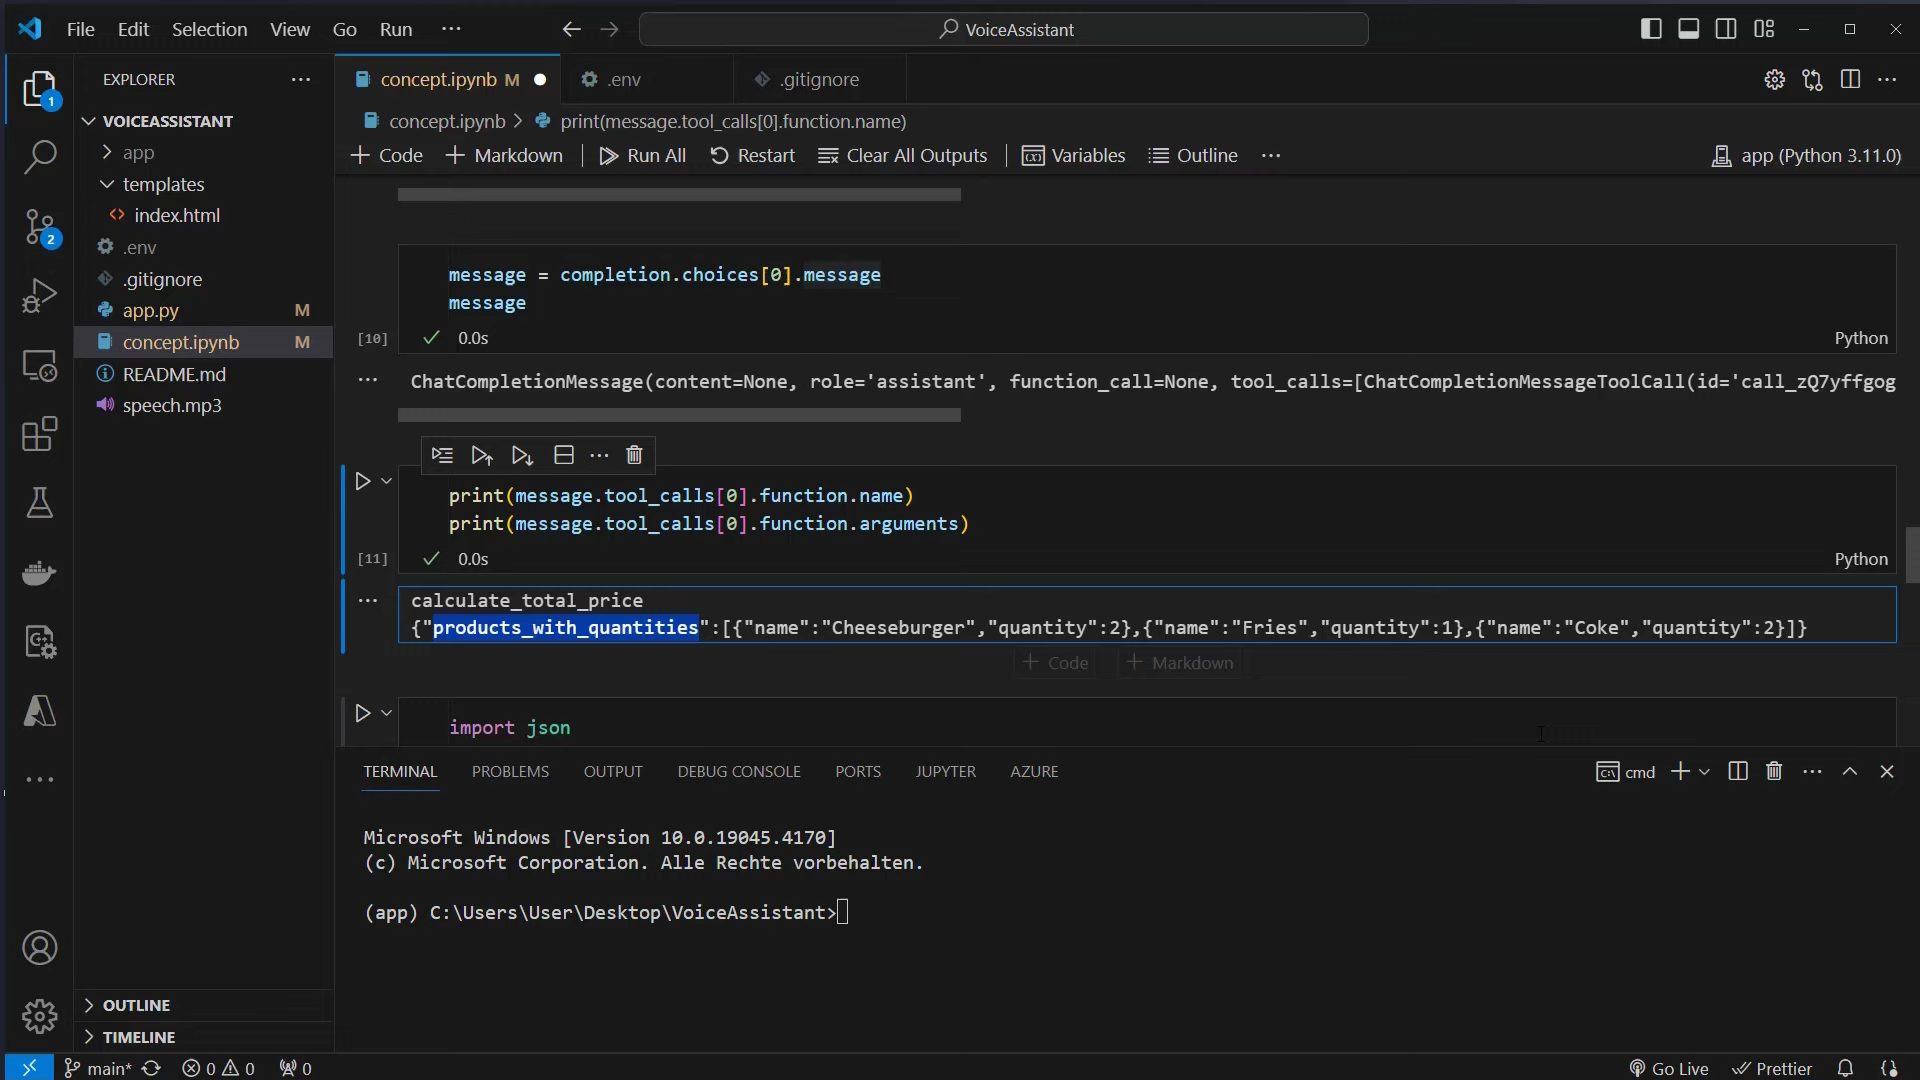 File Edit Selection View Go Run ···
VoiceAssistant
EXPLORER
VOICEASSISTANT
app
templates
index.html
.env
.gitignore
app.py M
concept.ipynb M
README.md
speech.mp3
OUTLINE
TIMELINE
1
2
concept.ipynb M
.env
.gitignore
concept.ipynb > print(message.tool_calls[0].function.name)
+ Code + Markdown Run All Restart Clear All Outputs Variables Outline ··· app (Python 3.11.0)
message = completion.choices[0].message
message
[10] 0.0s Python
ChatCompletionMessage(content=None, role='assistant', function_call=None, tool_calls=[ChatCompletionMessageToolCall(id='call_zQ7yffgog
print(message.tool_calls[0].function.name)
print(message.tool_calls[0].function.arguments)
[11] 0.0s Python
calculate_total_price
{"products_with_quantities":[{"name":"Cheeseburger","quantity":2},{"name":"Fries","quantity":1},{"name":"Coke","quantity":2}]}
+ Code + Markdown
import json
TERMINAL PROBLEMS OUTPUT DEBUG CONSOLE PORTS JUPYTER AZURE cmd
Microsoft Windows [Version 10.0.19045.4170]
(c) Microsoft Corporation. Alle Rechte vorbehalten.
(app) C:\Users\User\Desktop\VoiceAssistant>
main* 0 0 0 Go Live Prettier